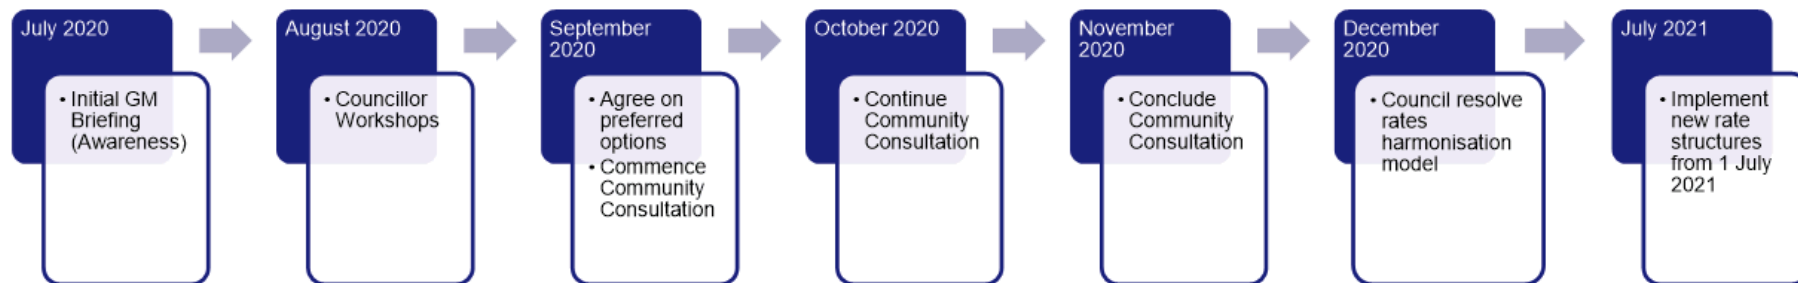 July 2020
• Initial GM
Briefing
(Awareness)
August 2020
• Councillor
Workshops
September
2020
• Agree on
preferred
options
• Commence
Community
Consultation
October 2020
• Continue
Community
Consultation
November
2020
• Conclude
Community
Consultation
December
2020
• Council resolve
rates
harmonisation
model
July 2021
• Implement
new rate
structures
from 1 July
2021